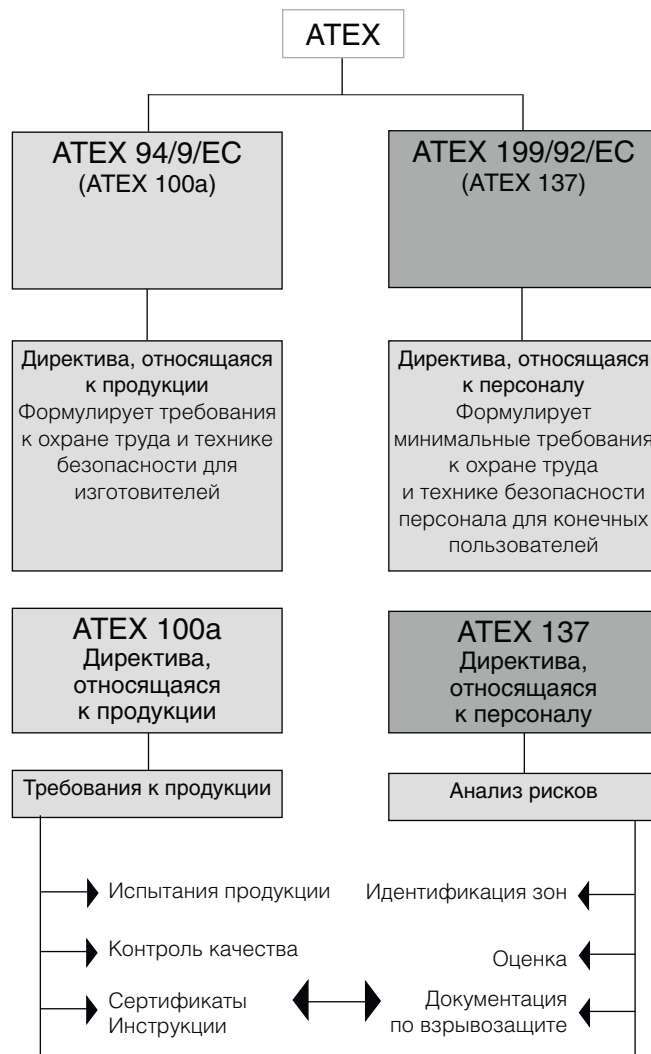 ATEX
ATEX 94/9/EC
(ATEX 100a)
ATEX 199/92/EC
(ATEX 137)
Директива, относящаяся
к продукции
Формулирует требования
к охране труда и технике
безопасности для
изготовителей
Директива, относящаяся
к персоналу
Формулирует
минимальные требования
к охране труда
и технике безопасности
персонала для конечных
пользователей
ATEX 100a
Директива,
относящаяся
к продукции
ATEX 137
Директива,
относящаяся
к персоналу
Требования к продукции
Анализ рисков
Испытания продукции
Идентификация зон
Контроль качества
Оценка
Сертификаты
Инструкции
Документация
по взрывозащите